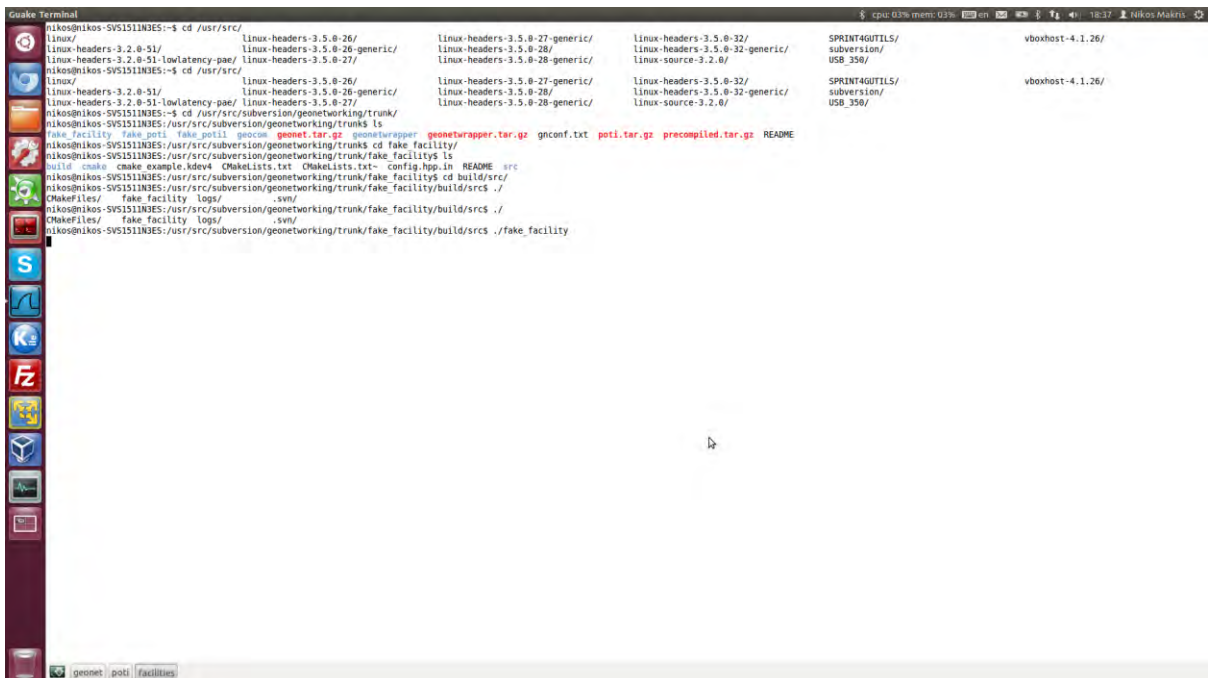 Guake Terminal cpu: 03% mem: 03% en 18:37 Nikos Makris
nikos@nikos-SVS1511N3ES:~$ cd /usr/src/
linux/ linux-headers-3.5.0-26/ linux-headers-3.5.0-27-generic/ linux-headers-3.5.0-32/ SPRINT4GUTILS/ vboxhost-4.1.26/
linux-headers-3.2.0-51/ linux-headers-3.5.0-26-generic/ linux-headers-3.5.0-28/ linux-headers-3.5.0-32-generic/ subversion/
linux-headers-3.2.0-51-lowlatency-pae/ linux-headers-3.5.0-27/ linux-headers-3.5.0-28-generic/ linux-source-3.2.0/ USB_350/
nikos@nikos-SVS1511N3ES:~$ cd /usr/src/
linux/ linux-headers-3.5.0-26/ linux-headers-3.5.0-27-generic/ linux-headers-3.5.0-32/ SPRINT4GUTILS/ vboxhost-4.1.26/
linux-headers-3.2.0-51/ linux-headers-3.5.0-26-generic/ linux-headers-3.5.0-28/ linux-headers-3.5.0-32-generic/ subversion/
linux-headers-3.2.0-51-lowlatency-pae/ linux-headers-3.5.0-27/ linux-headers-3.5.0-28-generic/ linux-source-3.2.0/ USB_350/
nikos@nikos-SVS1511N3ES:~$ cd /usr/src/subversion/geonetworking/trunk/
nikos@nikos-SVS1511N3ES:/usr/src/subversion/geonetworking/trunk$ ls
fake_facility fake_poti fake_poti1 geocom geonet.tar.gz geonetwrapper geonetwrapper.tar.gz gnconf.txt poti.tar.gz precompiled.tar.gz README
nikos@nikos-SVS1511N3ES:/usr/src/subversion/geonetworking/trunk$ cd fake_facility/
nikos@nikos-SVS1511N3ES:/usr/src/subversion/geonetworking/trunk/fake_facility$ ls
build cmake cmake_example.kdev4 CMakeLists.txt CMakeLists.txt~ config.hpp.in README src
nikos@nikos-SVS1511N3ES:/usr/src/subversion/geonetworking/trunk/fake_facility$ cd build/src/
nikos@nikos-SVS1511N3ES:/usr/src/subversion/geonetworking/trunk/fake_facility/build/src$ ./
CMakeFiles/ fake_facility logs/ .svn/
nikos@nikos-SVS1511N3ES:/usr/src/subversion/geonetworking/trunk/fake_facility/build/src$ ./
CMakeFiles/ fake_facility logs/ .svn/
nikos@nikos-SVS1511N3ES:/usr/src/subversion/geonetworking/trunk/fake_facility/build/src$ ./fake_facility
geonet poti facilities